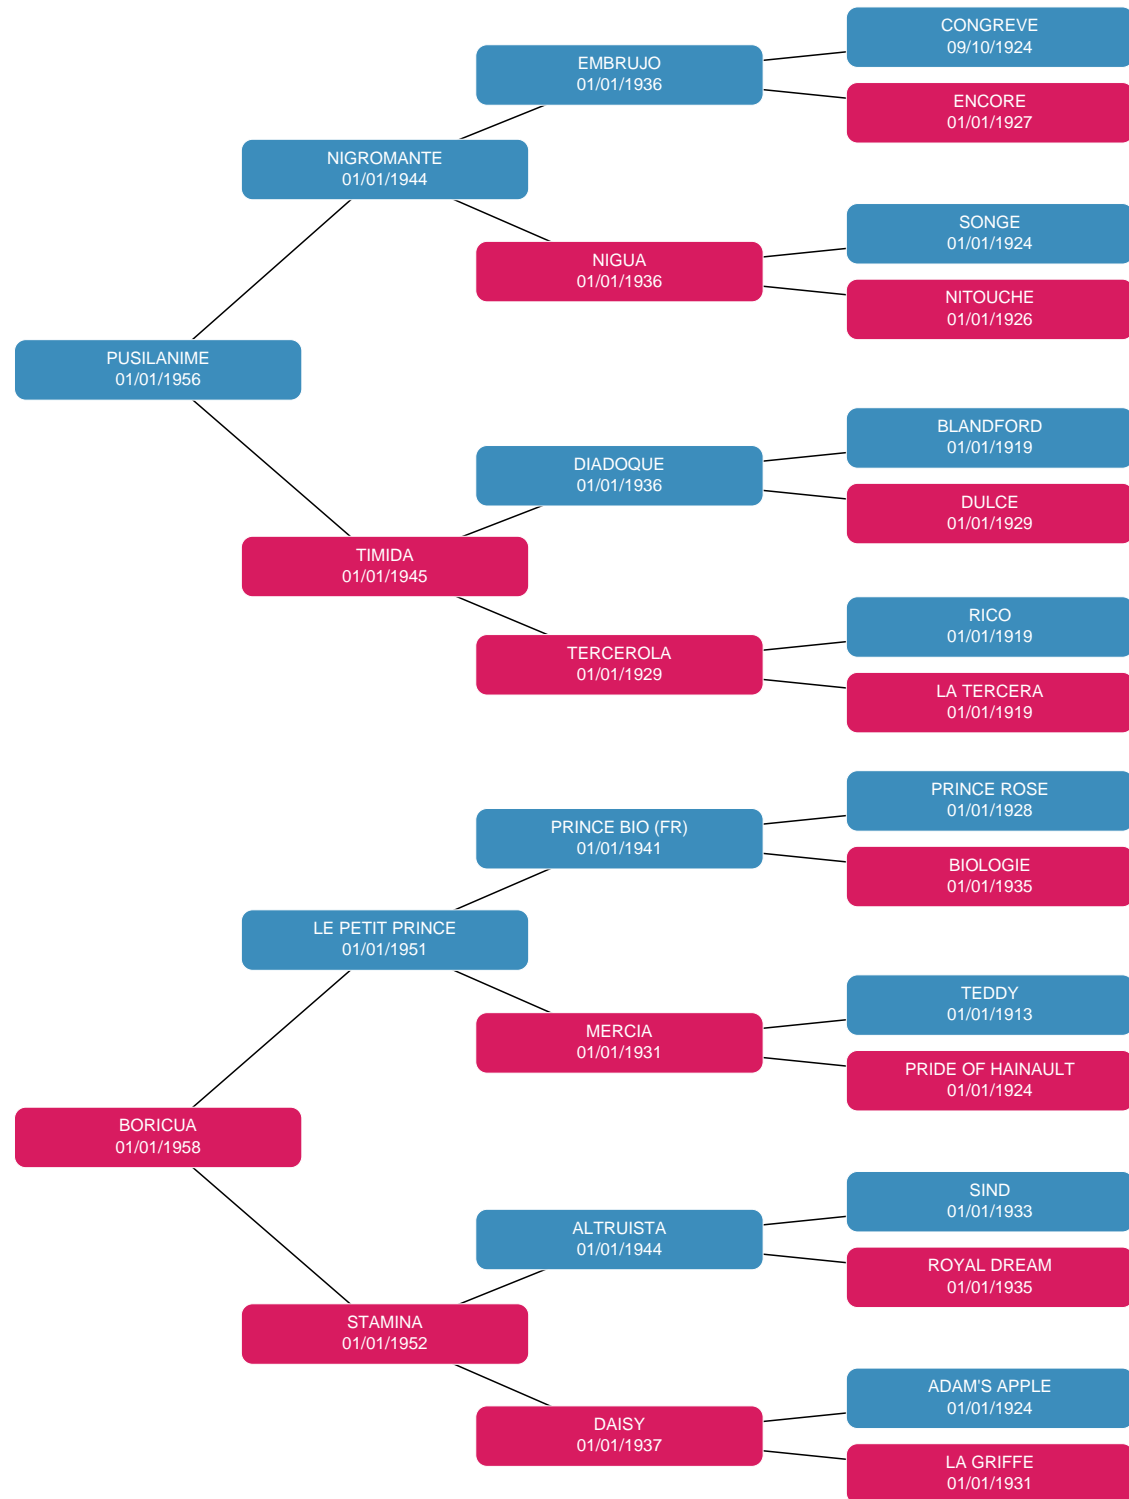 CONGREVE
09/10/1924
EMBRUJO
01/01/1936
ENCORE
01/01/1927
NIGROMANTE
01/01/1944
SONGE
01/01/1924
NIGUA
01/01/1936
NITOUCHE
01/01/1926
PUSILANIME
01/01/1956
BLANDFORD
01/01/1919
DIADOQUE
01/01/1936
DULCE
01/01/1929
TIMIDA
01/01/1945
RICO
01/01/1919
TERCEROLA
01/01/1929
LA TERCERA
01/01/1919
PRINCE ROSE
01/01/1928
PRINCE BIO (FR)
01/01/1941
BIOLOGIE
01/01/1935
LE PETIT PRINCE
01/01/1951
TEDDY
01/01/1913
MERCIA
01/01/1931
PRIDE OF HAINAULT
01/01/1924
BORICUA
01/01/1958
SIND
01/01/1933
ALTRUISTA
01/01/1944
ROYAL DREAM
01/01/1935
STAMINA
01/01/1952
ADAM'S APPLE
01/01/1924
DAISY
01/01/1937
LA GRIFFE
01/01/1931